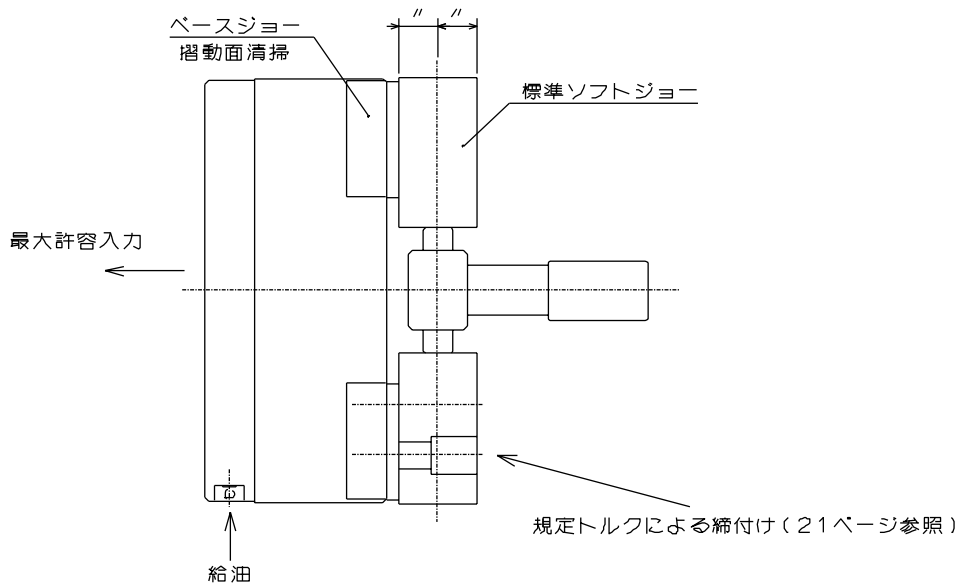 〃 〃
ベースジョー
摺動面清掃
標準ソフトジョー
最大許容入力
規定トルクによる締付け(21ページ参照)
給油